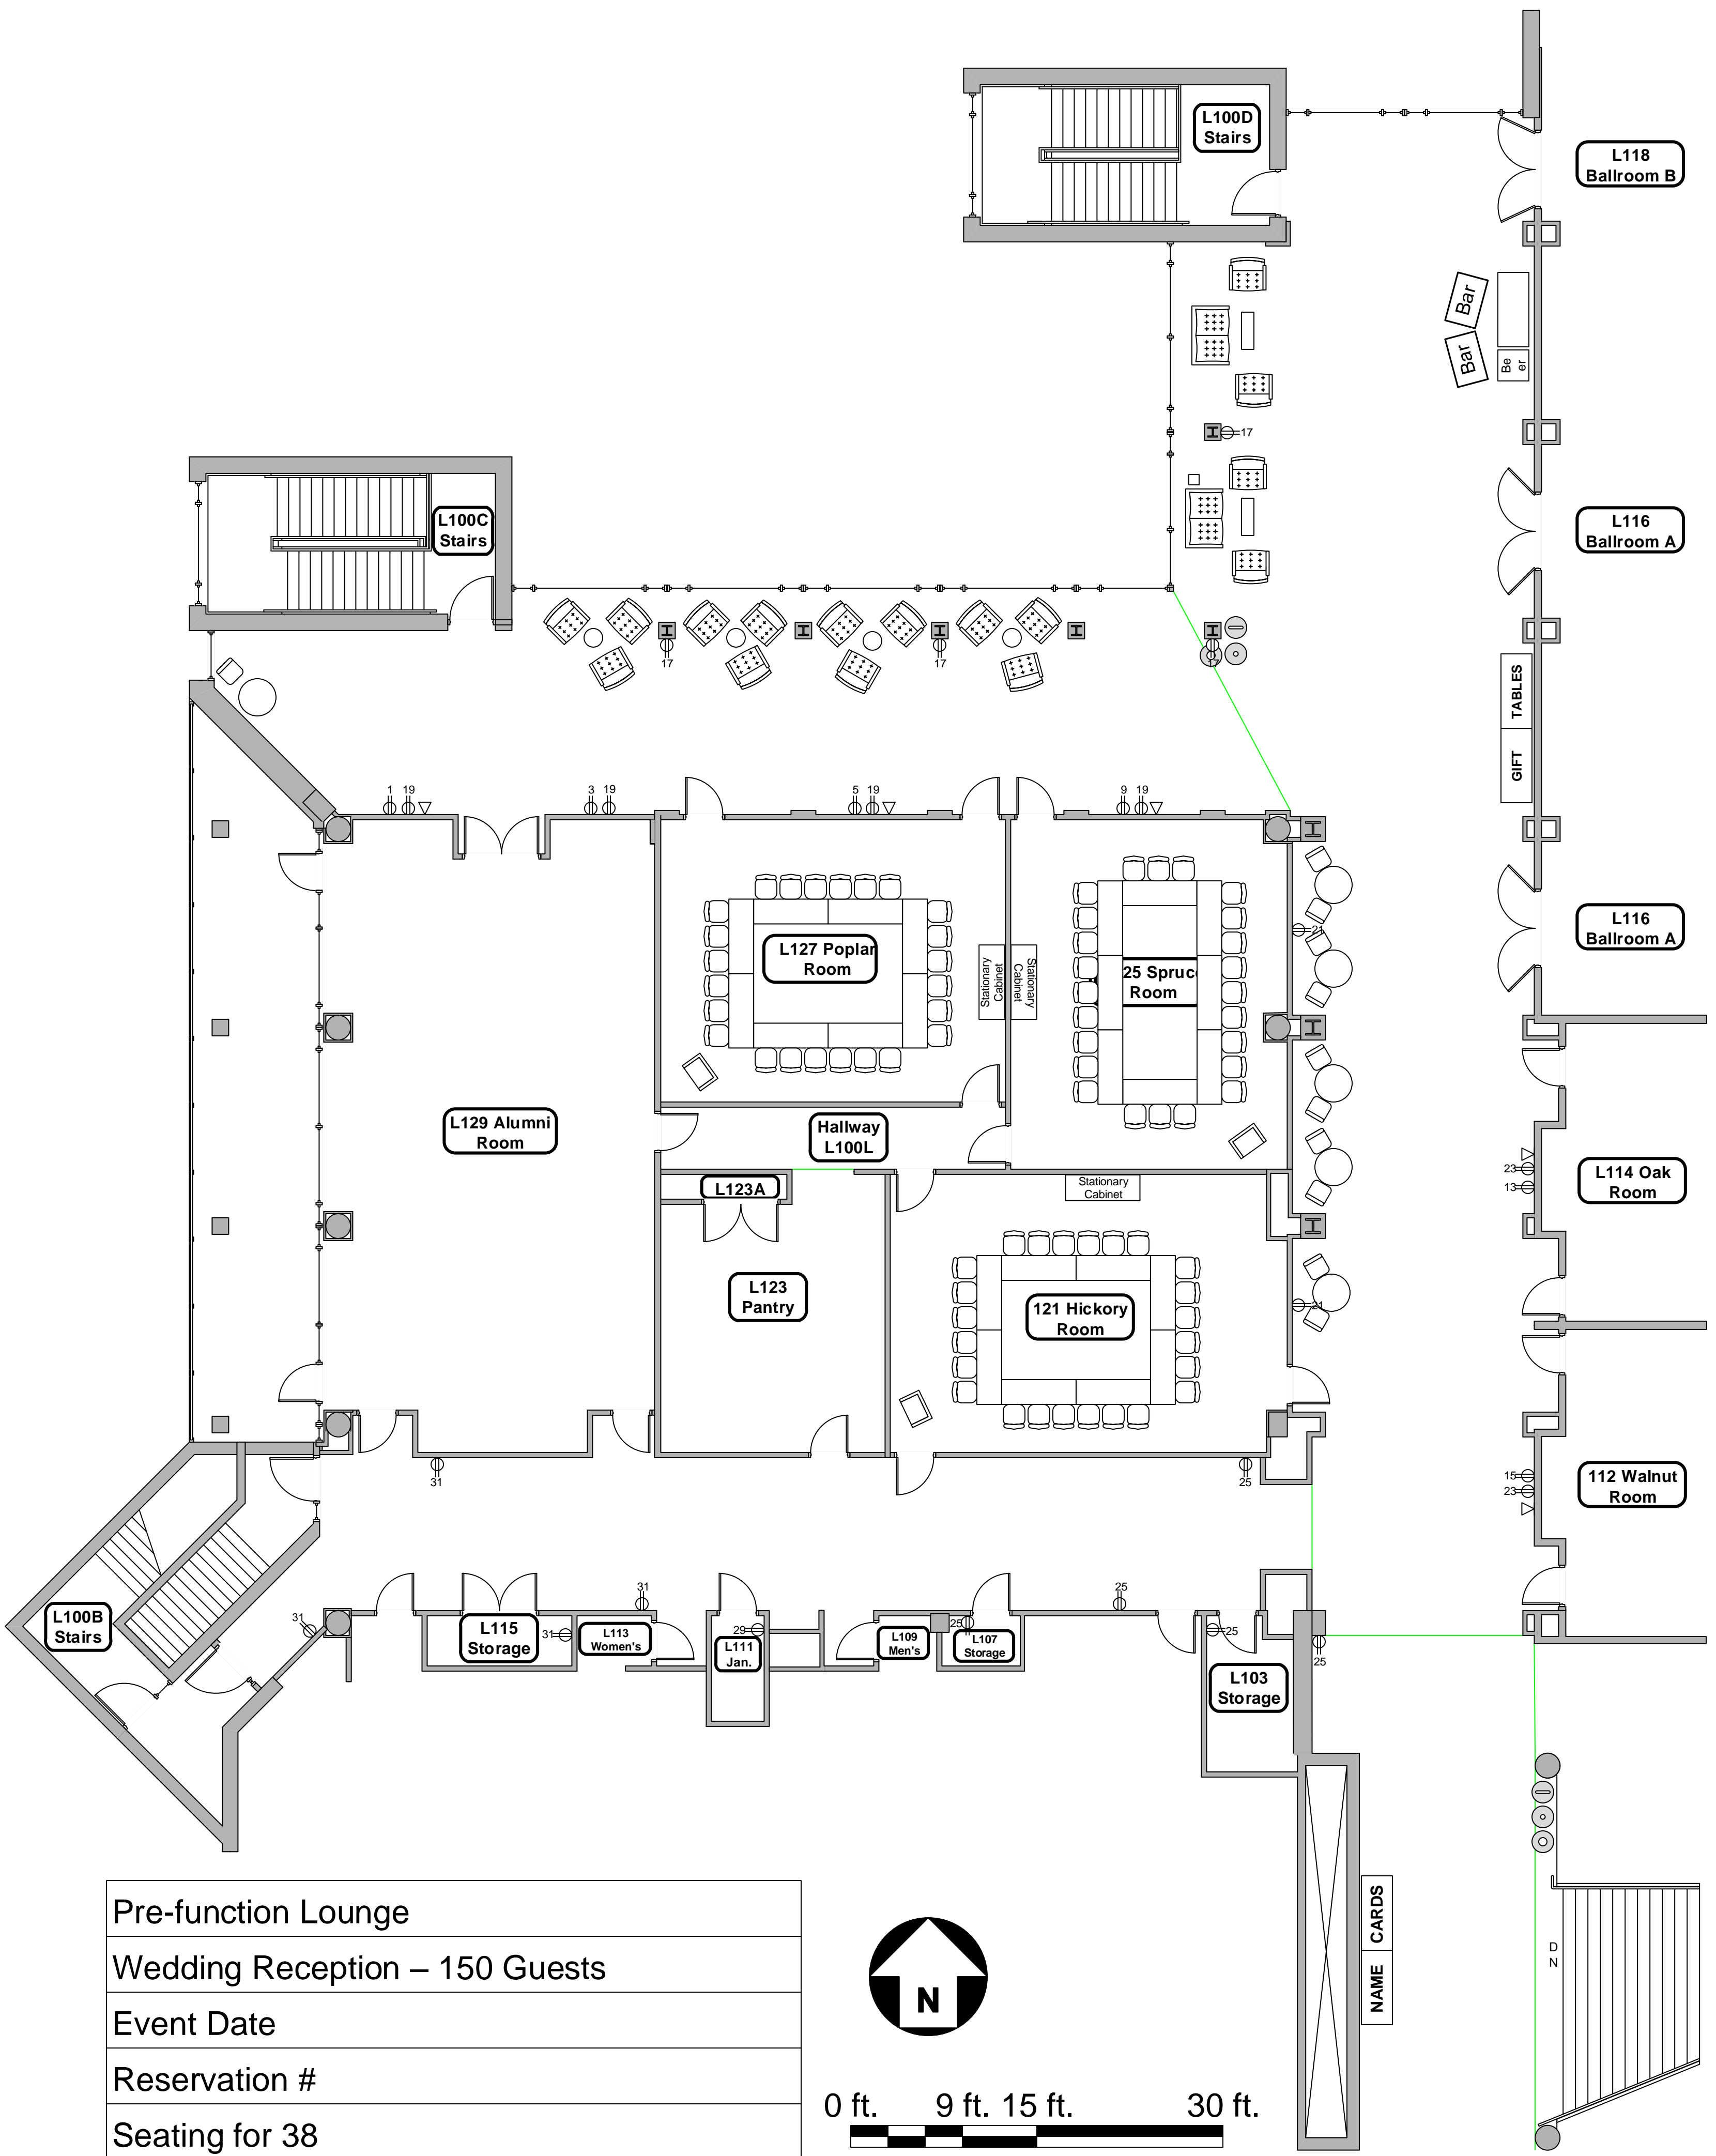 L100D
Stairs
L118
Ballroom B
Bar
Bar
Be
er
17
L100C
Stairs
L116
Ballroom A
17
17
17
TABLES
GIFT
1
19
3
19
5
19
9
19
L127 Poplar
Room
Stationary
Cabinet
Stationary
Cabinet
25 Spruc
Room
21
L116
Ballroom A
L129 Alumni
Room
Hallway
L100L
L123A
Stationary
Cabinet
23
13
L114 Oak
Room
L123
Pantry
121 Hickory
Room
21
31
25
15
23
112 Walnut
Room
L100B
Stairs
31
L115
Storage
31
L113
Women's
31
29
L111
Jan.
L109
Men's
25
L107
Storage
25
25
L103
Storage
25
CARDS
NAME
D
N
Pre-function Lounge
Wedding Reception – 150 Guests
Event Date
Reservation #
Seating for 38
N
0 ft. 9 ft. 15 ft. 30 ft.